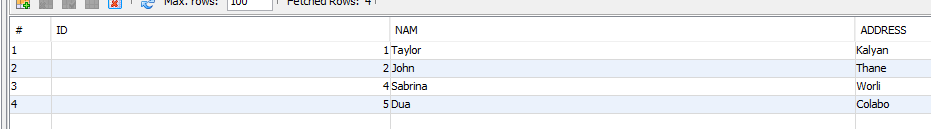 Max. rows: 100 Fetched Rows: 4
# ID NAM ADDRESS
1 1 Taylor Kalyan
2 2 John Thane
3 4 Sabrina Worli
4 5 Dua Colabo